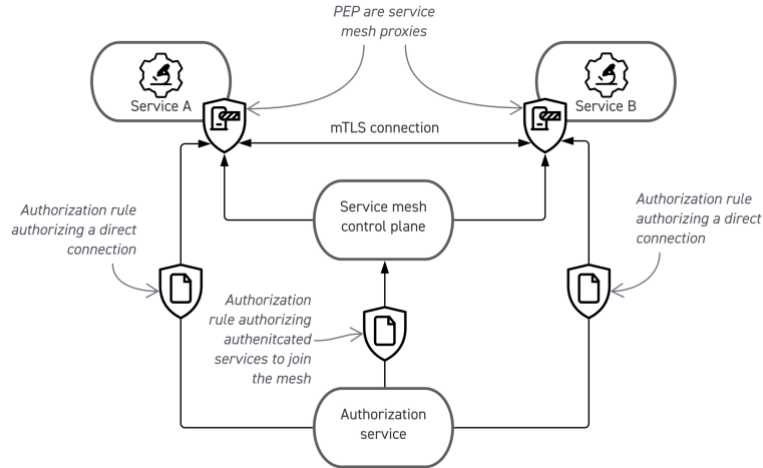 PEP are service
mesh proxies
Service A
Service B
mTLS connection
Service mesh
control plane
Authorization rule
authorizing a direct
connection
Authorization rule
authorizing a direct
connection
Authorization
rule authorizing
authenitcated
services to join
the mesh
Authorization
service